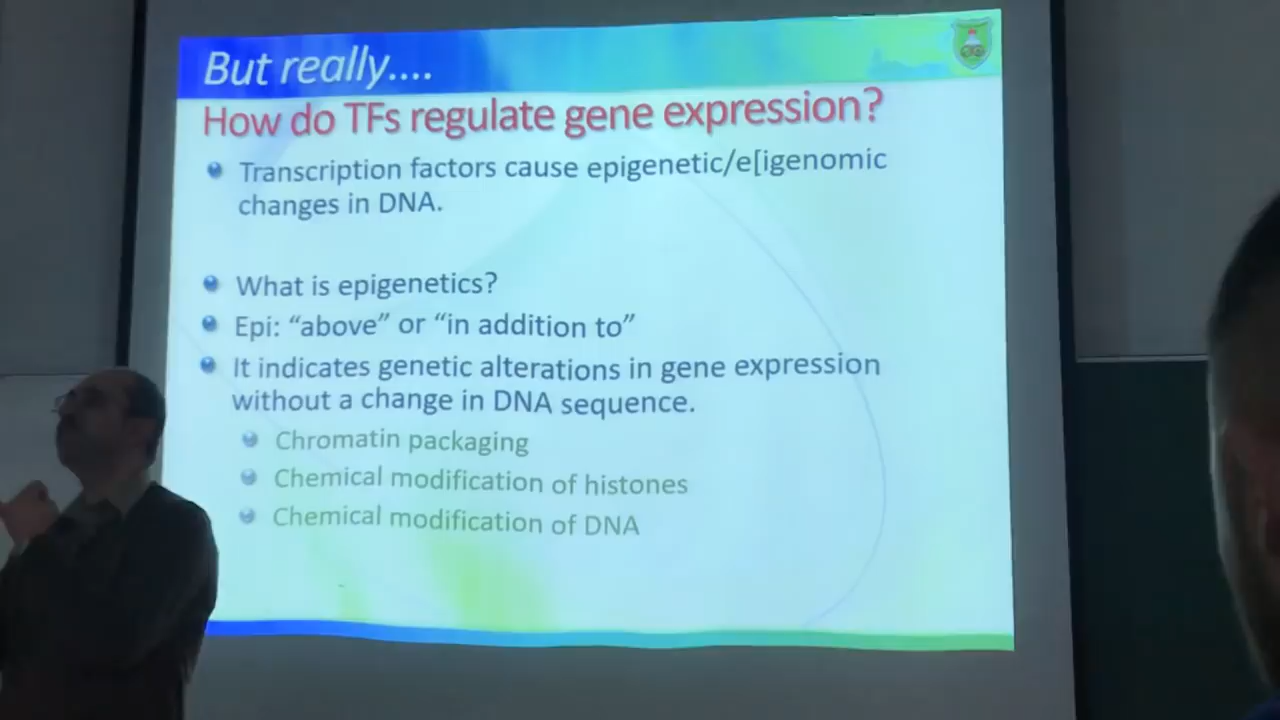 But really....
How do TFs regulate gene expression?
Transcription factors cause epigenetic/e[igenomic
changes in DNA.
What is epigenetics?
Epi: “above” or “in addition to”
It indicates genetic alterations in gene expression
without a change in DNA sequence.
Chromatin packaging
Chemical modification of histones
Chemical modification of DNA